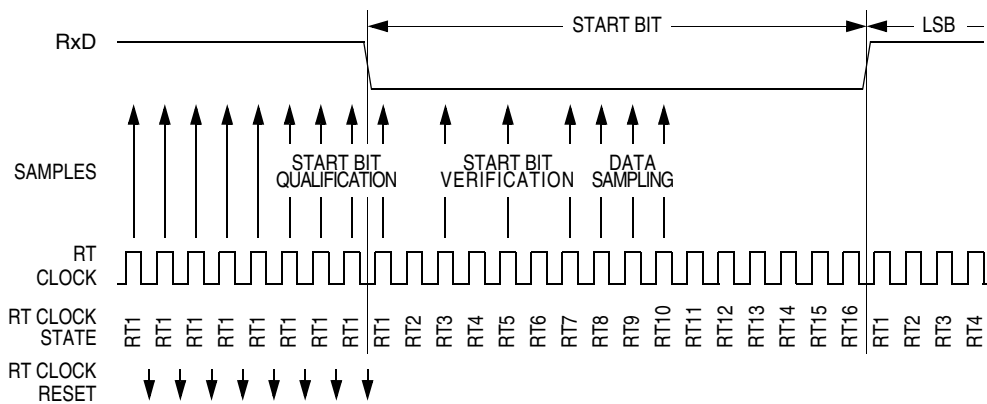 START BIT LSB
RxD
SAMPLES
START BIT
QUALIFICATION
START BIT
VERIFICATION
DATA
SAMPLING
RT
CLOCK
RT CLOCK
STATE
RT1 RT1 RT1 RT1 RT1 RT1 RT1 RT1 RT1 RT2 RT3 RT4 RT5 RT6 RT7 RT8 RT9 RT10 RT11 RT12 RT13 RT14 RT15 RT16 RT1 RT2 RT3 RT4
RT CLOCK
RESET